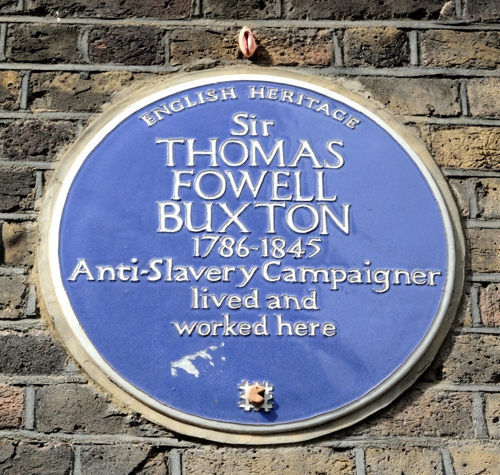 ENGLISH HERITAGE
Sir
THOMAS
FOWELL
BUXTON
1786-1845
Anti-Slavery Campaigner
lived and
worked here